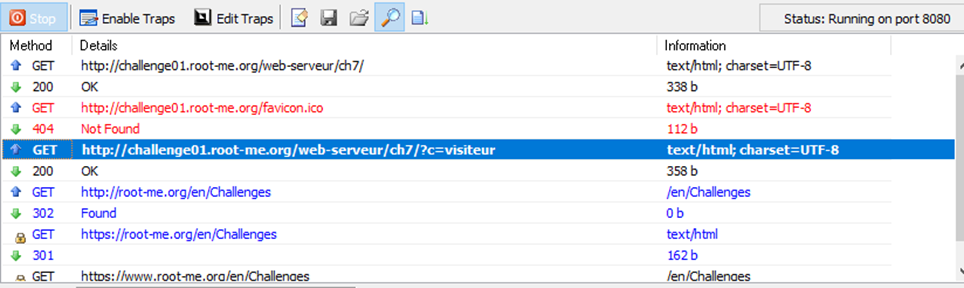 Stop Enable Traps Edit Traps Status: Running on port 8080
Method Details Information
GET http://challenge01.root-me.org/web-serveur/ch7/ text/html; charset=UTF-8
200 OK 338 b
GET http://challenge01.root-me.org/favicon.ico text/html; charset=UTF-8
404 Not Found 112 b
GET http://challenge01.root-me.org/web-serveur/ch7/?c=visiteur text/html; charset=UTF-8
200 OK 358 b
GET http://root-me.org/en/Challenges /en/Challenges
302 Found 0 b
GET https://root-me.org/en/Challenges text/html
301 162 b
GET https://www.root-me.org/en/Challenges /en/Challenges